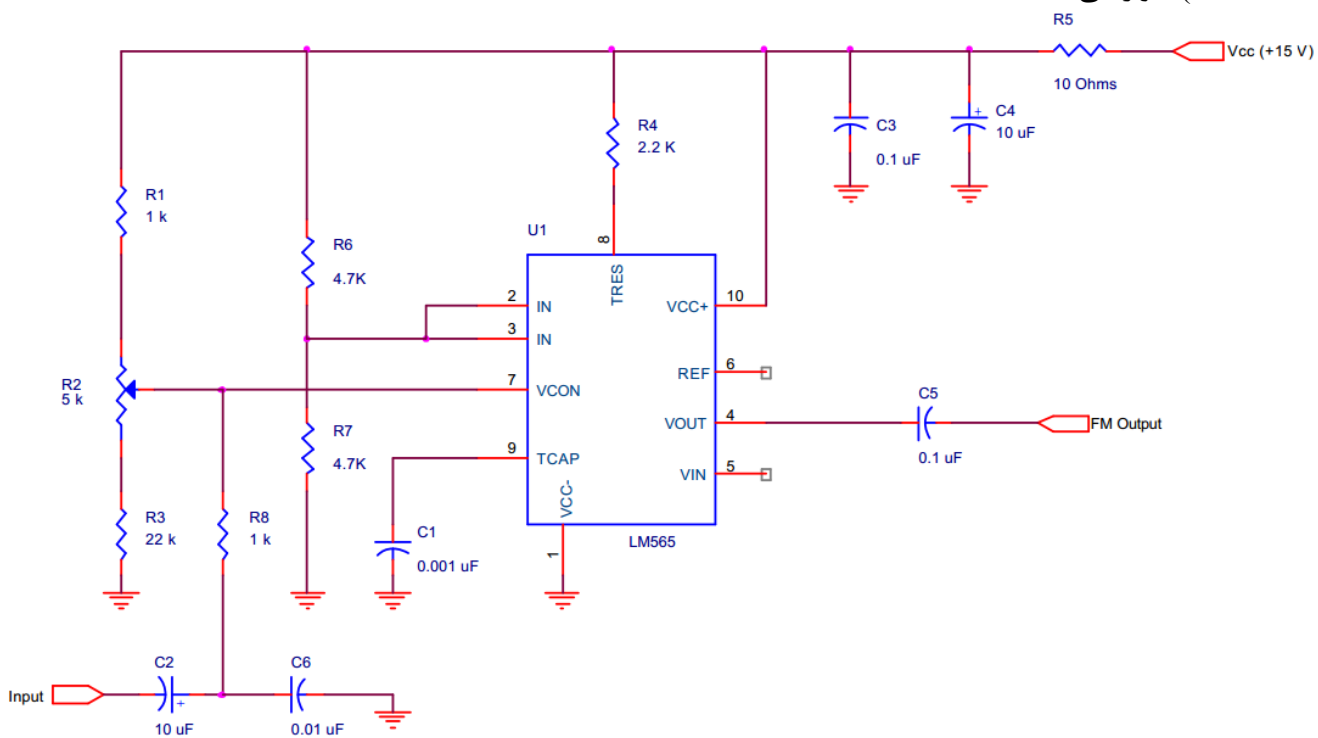 R5
Vcc (+15 V)
10 Ohms
R4
2.2 K
C3
0.1 uF
+
C4
10 uF
R1
1 k
R6
4.7K
U1
8
TRES
2
IN
3
IN
10
VCC+
6
REF
R2
5 k
7
VCON
4
VOUT
C5
0.1 uF
FM Output
R7
4.7K
9
TCAP
5
VIN
VCC-
1
LM565
R3
22 k
R8
1 k
C1
0.001 uF
Input
C2
+
10 uF
C6
0.01 uF